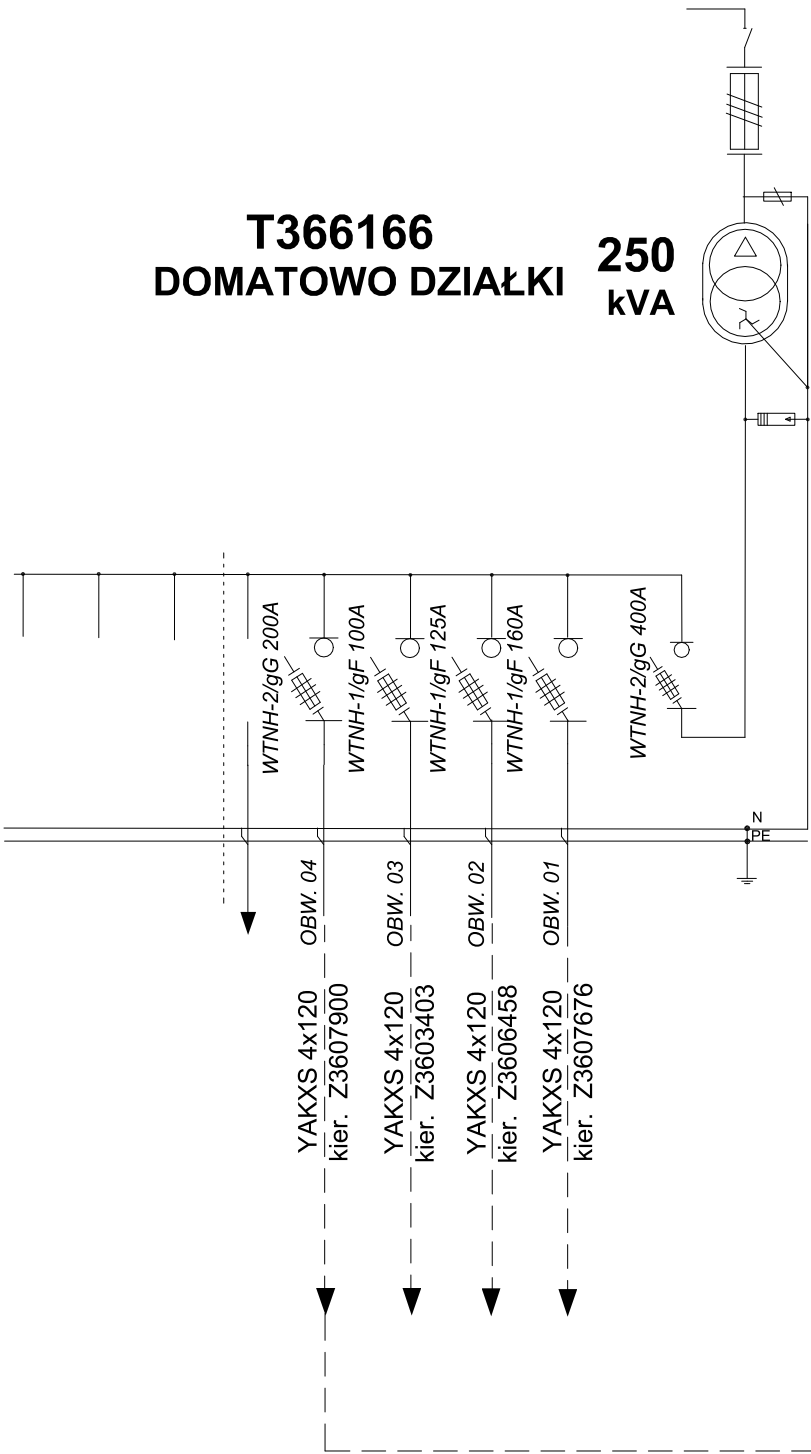 T366166
DOMATOWO DZIAŁKI
250
kVA
WTNH-2/gG 200A
WTNH-1/gF 100A
WTNH-1/gF 125A
WTNH-1/gF 160A
WTNH-2/gG 400A
N
PE
OBW. 04
OBW. 03
OBW. 02
OBW. 01
YAKXS 4x120
kier. Z3607900
YAKXS 4x120
kier. Z3603403
YAKXS 4x120
kier. Z3606458
YAKXS 4x120
kier. Z3607676